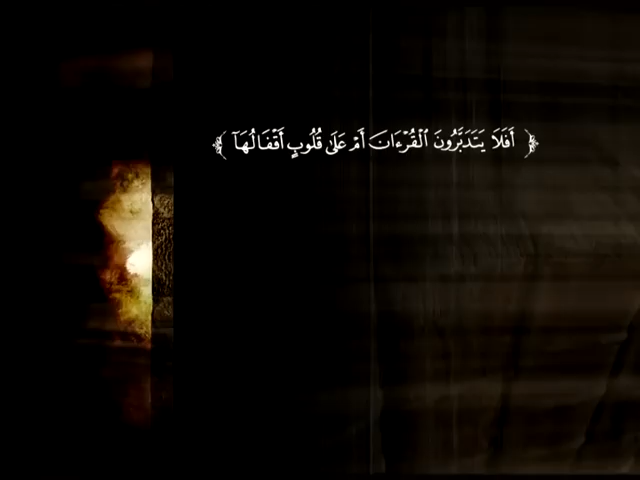 ﴿ أَفَلَا يَتَدَبَّرُونَ ٱلْقُرْءَانَ أَمْ عَلَىٰ قُلُوبٍ أَقْفَالُهَآ ﴾